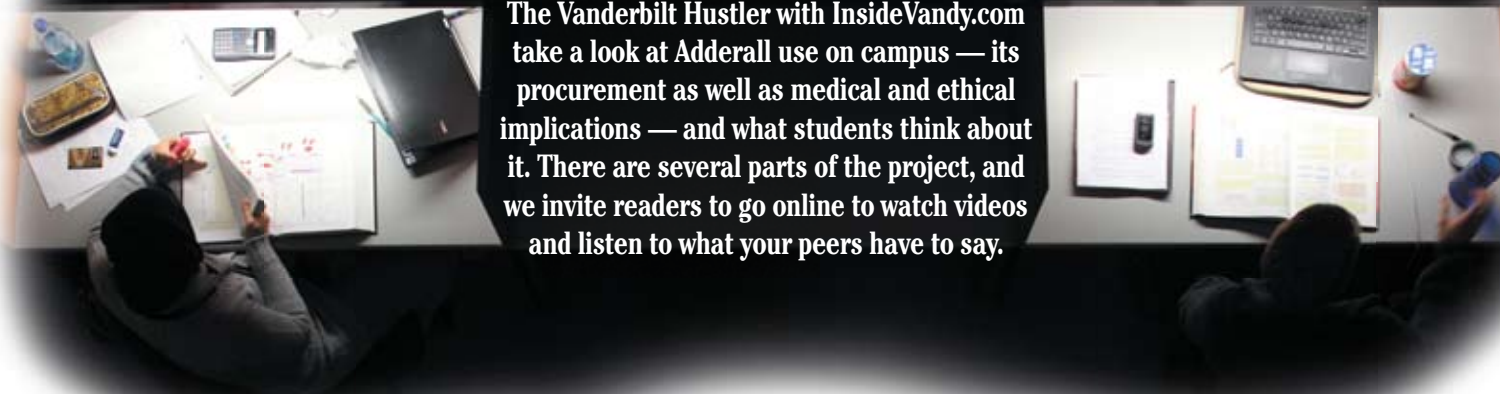 The Vanderbilt Hustler with InsideVandy.com
take a look at Adderall use on campus — its
procurement as well as medical and ethical
implications — and what students think about
it. There are several parts of the project, and
we invite readers to go online to watch videos
and listen to what your peers have to say.